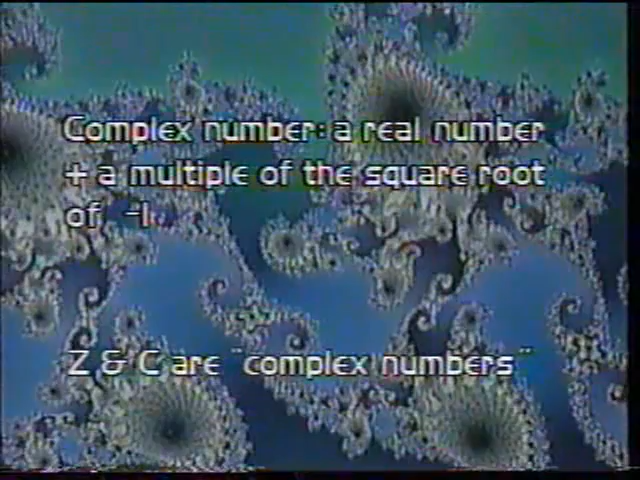 Complex number: a real number
+ a multiple of the square root
of -1.
Z & C are "complex numbers"